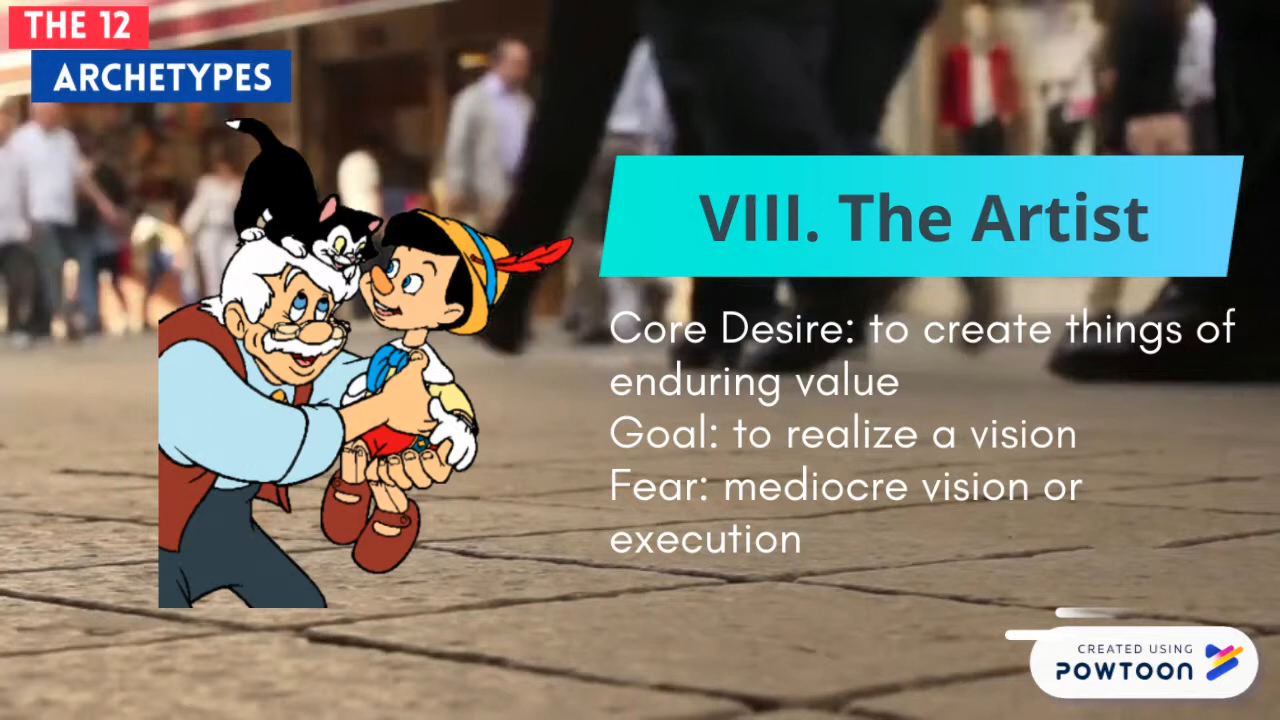 THE 12
ARCHETYPES
VIII. The Artist
Core Desire: to create things of
enduring value
Goal: to realize a vision
Fear: mediocre vision or
execution
CREATED USING
POWTOON